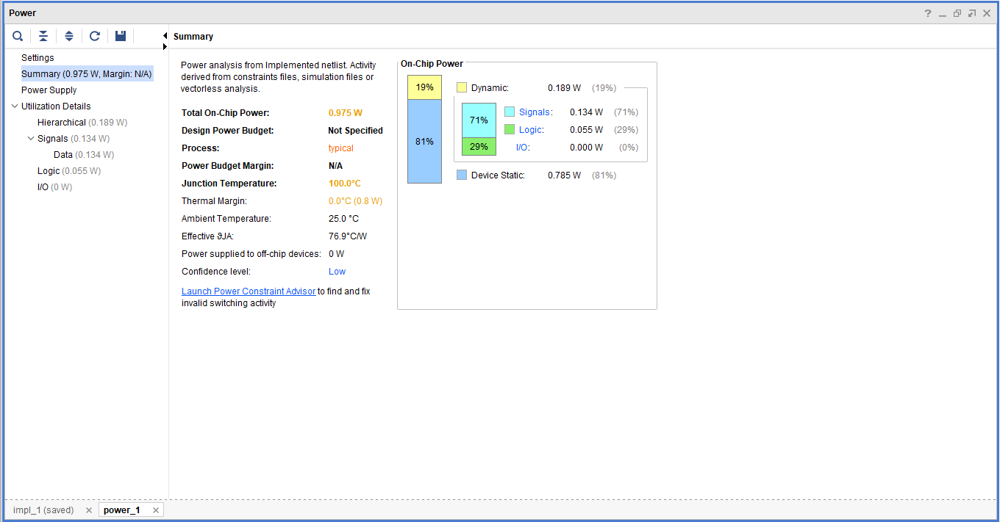 Power
Summary
Settings
Summary (0.975 W, Margin: N/A)
Power Supply
Utilization Details
Hierarchical (0.189 W)
Signals (0.134 W)
Data (0.134 W)
Logic (0.055 W)
I/O (0 W)
Power analysis from Implemented netlist. Activity
derived from constraints files, simulation files or
vectorless analysis.
Total On-Chip Power: 0.975 W
Design Power Budget: Not Specified
Process: typical
Power Budget Margin: N/A
Junction Temperature: 100.0°C
Thermal Margin: 0.0°C (0.8 W)
Ambient Temperature: 25.0 °C
Effective ϑJA: 76.9°C/W
Power supplied to off-chip devices: 0 W
Confidence level: Low
Launch Power Constraint Advisor to find and fix
invalid switching activity
On-Chip Power
19%
81%
Dynamic: 0.189 W (19%)
71%
29%
Signals: 0.134 W (71%)
Logic: 0.055 W (29%)
I/O: 0.000 W (0%)
Device Static: 0.785 W (81%)
impl_1 (saved)
power_1